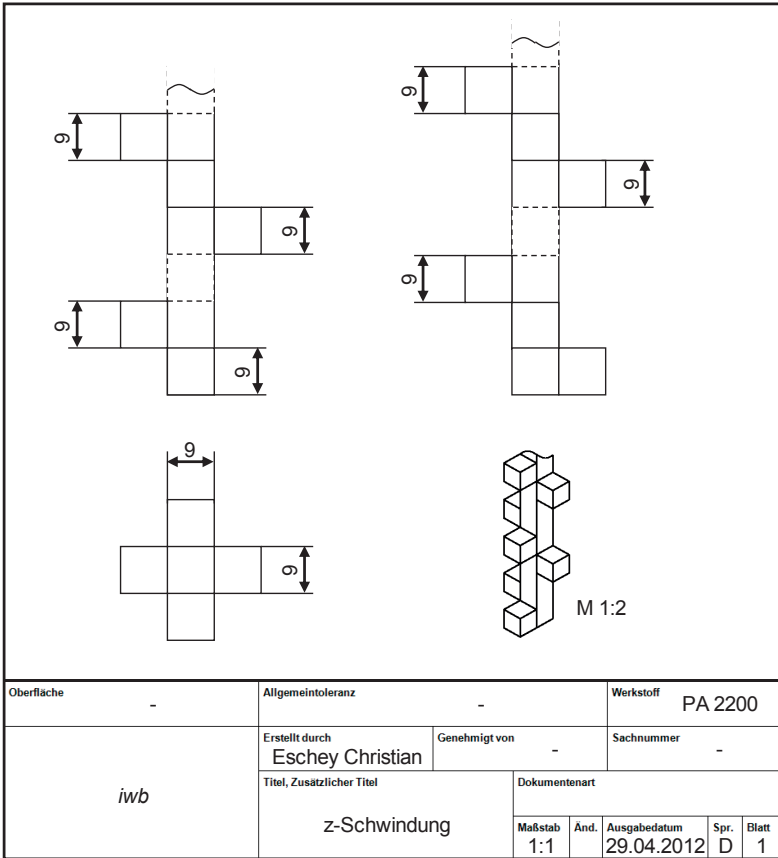 9
9
9
9
9
9
9
9
9
9
M 1:2
Oberfläche
-
Allgemeintoleranz
-
Werkstoff
PA 2200
iwb
Erstellt durch
Eschey Christian
Genehmigt von
-
Sachnummer
-
Titel, Zusätzlicher Titel
z-Schwindung
Dokumentenart
Maßstab
1:1
Änd.
Ausgabedatum
29.04.2012
Spr.
D
Blatt
1